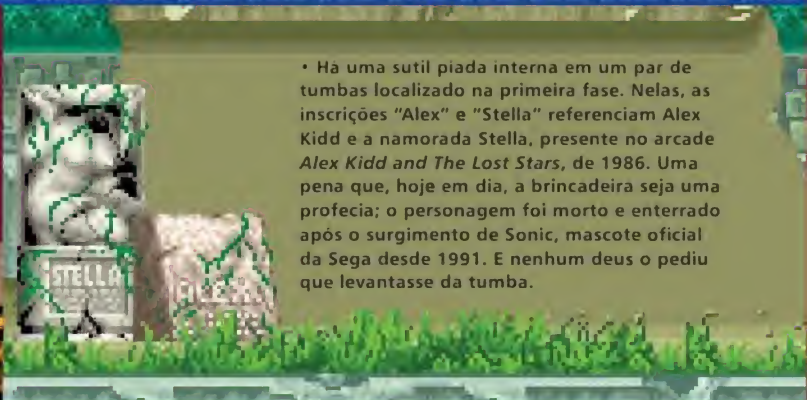 • Há uma sutil piada interna em um par de
tumbas localizado na primeira fase. Nelas, as
inscrições "Alex" e "Stella" referenciam Alex
Kidd e a namorada Stella, presente no arcade
Alex Kidd and The Lost Stars, de 1986. Uma
pena que, hoje em dia, a brincadeira seja uma
profecia; o personagem foi morto e enterrado
após o surgimento de Sonic, mascote oficial
da Sega desde 1991. E nenhum deus o pediu
que levantasse da tumba.
STELLA
ALEX